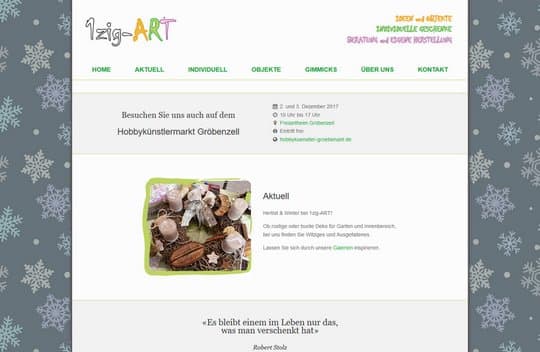 1zig-ART
IDEEN und OBJEKTE
INDIVIDUELLE GESCHENKE
BERATUNG und EIGENE HERSTELLUNG
HOME AKTUELL INDIVIDUELL OBJEKTE GIMMICKS ÜBER UNS KONTAKT
Besuchen Sie uns auch auf dem
Hobbykünstlermarkt Gröbenzell
2. und 3. Dezember 2017
10 Uhr bis 17 Uhr
Freizeitheim Gröbenzell
Eintritt frei
hobbykuenstler-groebenzell.de
Aktuell
Herbst & Winter bei 1zig-ART!
Ob rostige oder bunte Deko für Garten und Innenbereich,
bei uns finden Sie Witziges und Ausgefallenes.
Lassen Sie sich durch unsere Galerien inspirieren.
«Es bleibt einem im Leben nur das,
was man verschenkt hat»
Robert Stolz